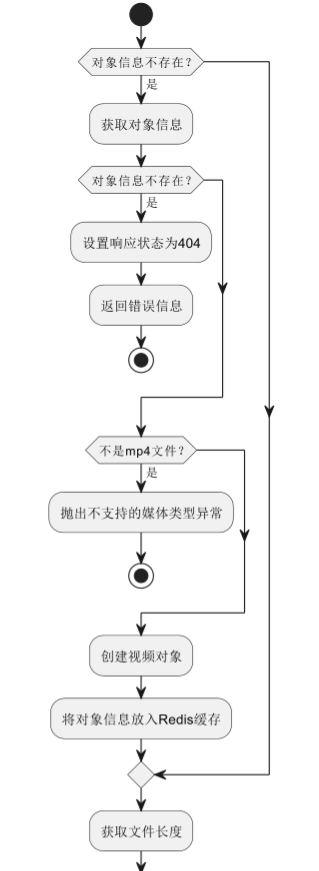 对象信息不存在？
是
获取对象信息
对象信息不存在？
是
设置响应状态为404
返回错误信息
不是mp4文件？
是
抛出不支持的媒体类型异常
创建视频对象
将对象信息放入Redis缓存
获取文件长度